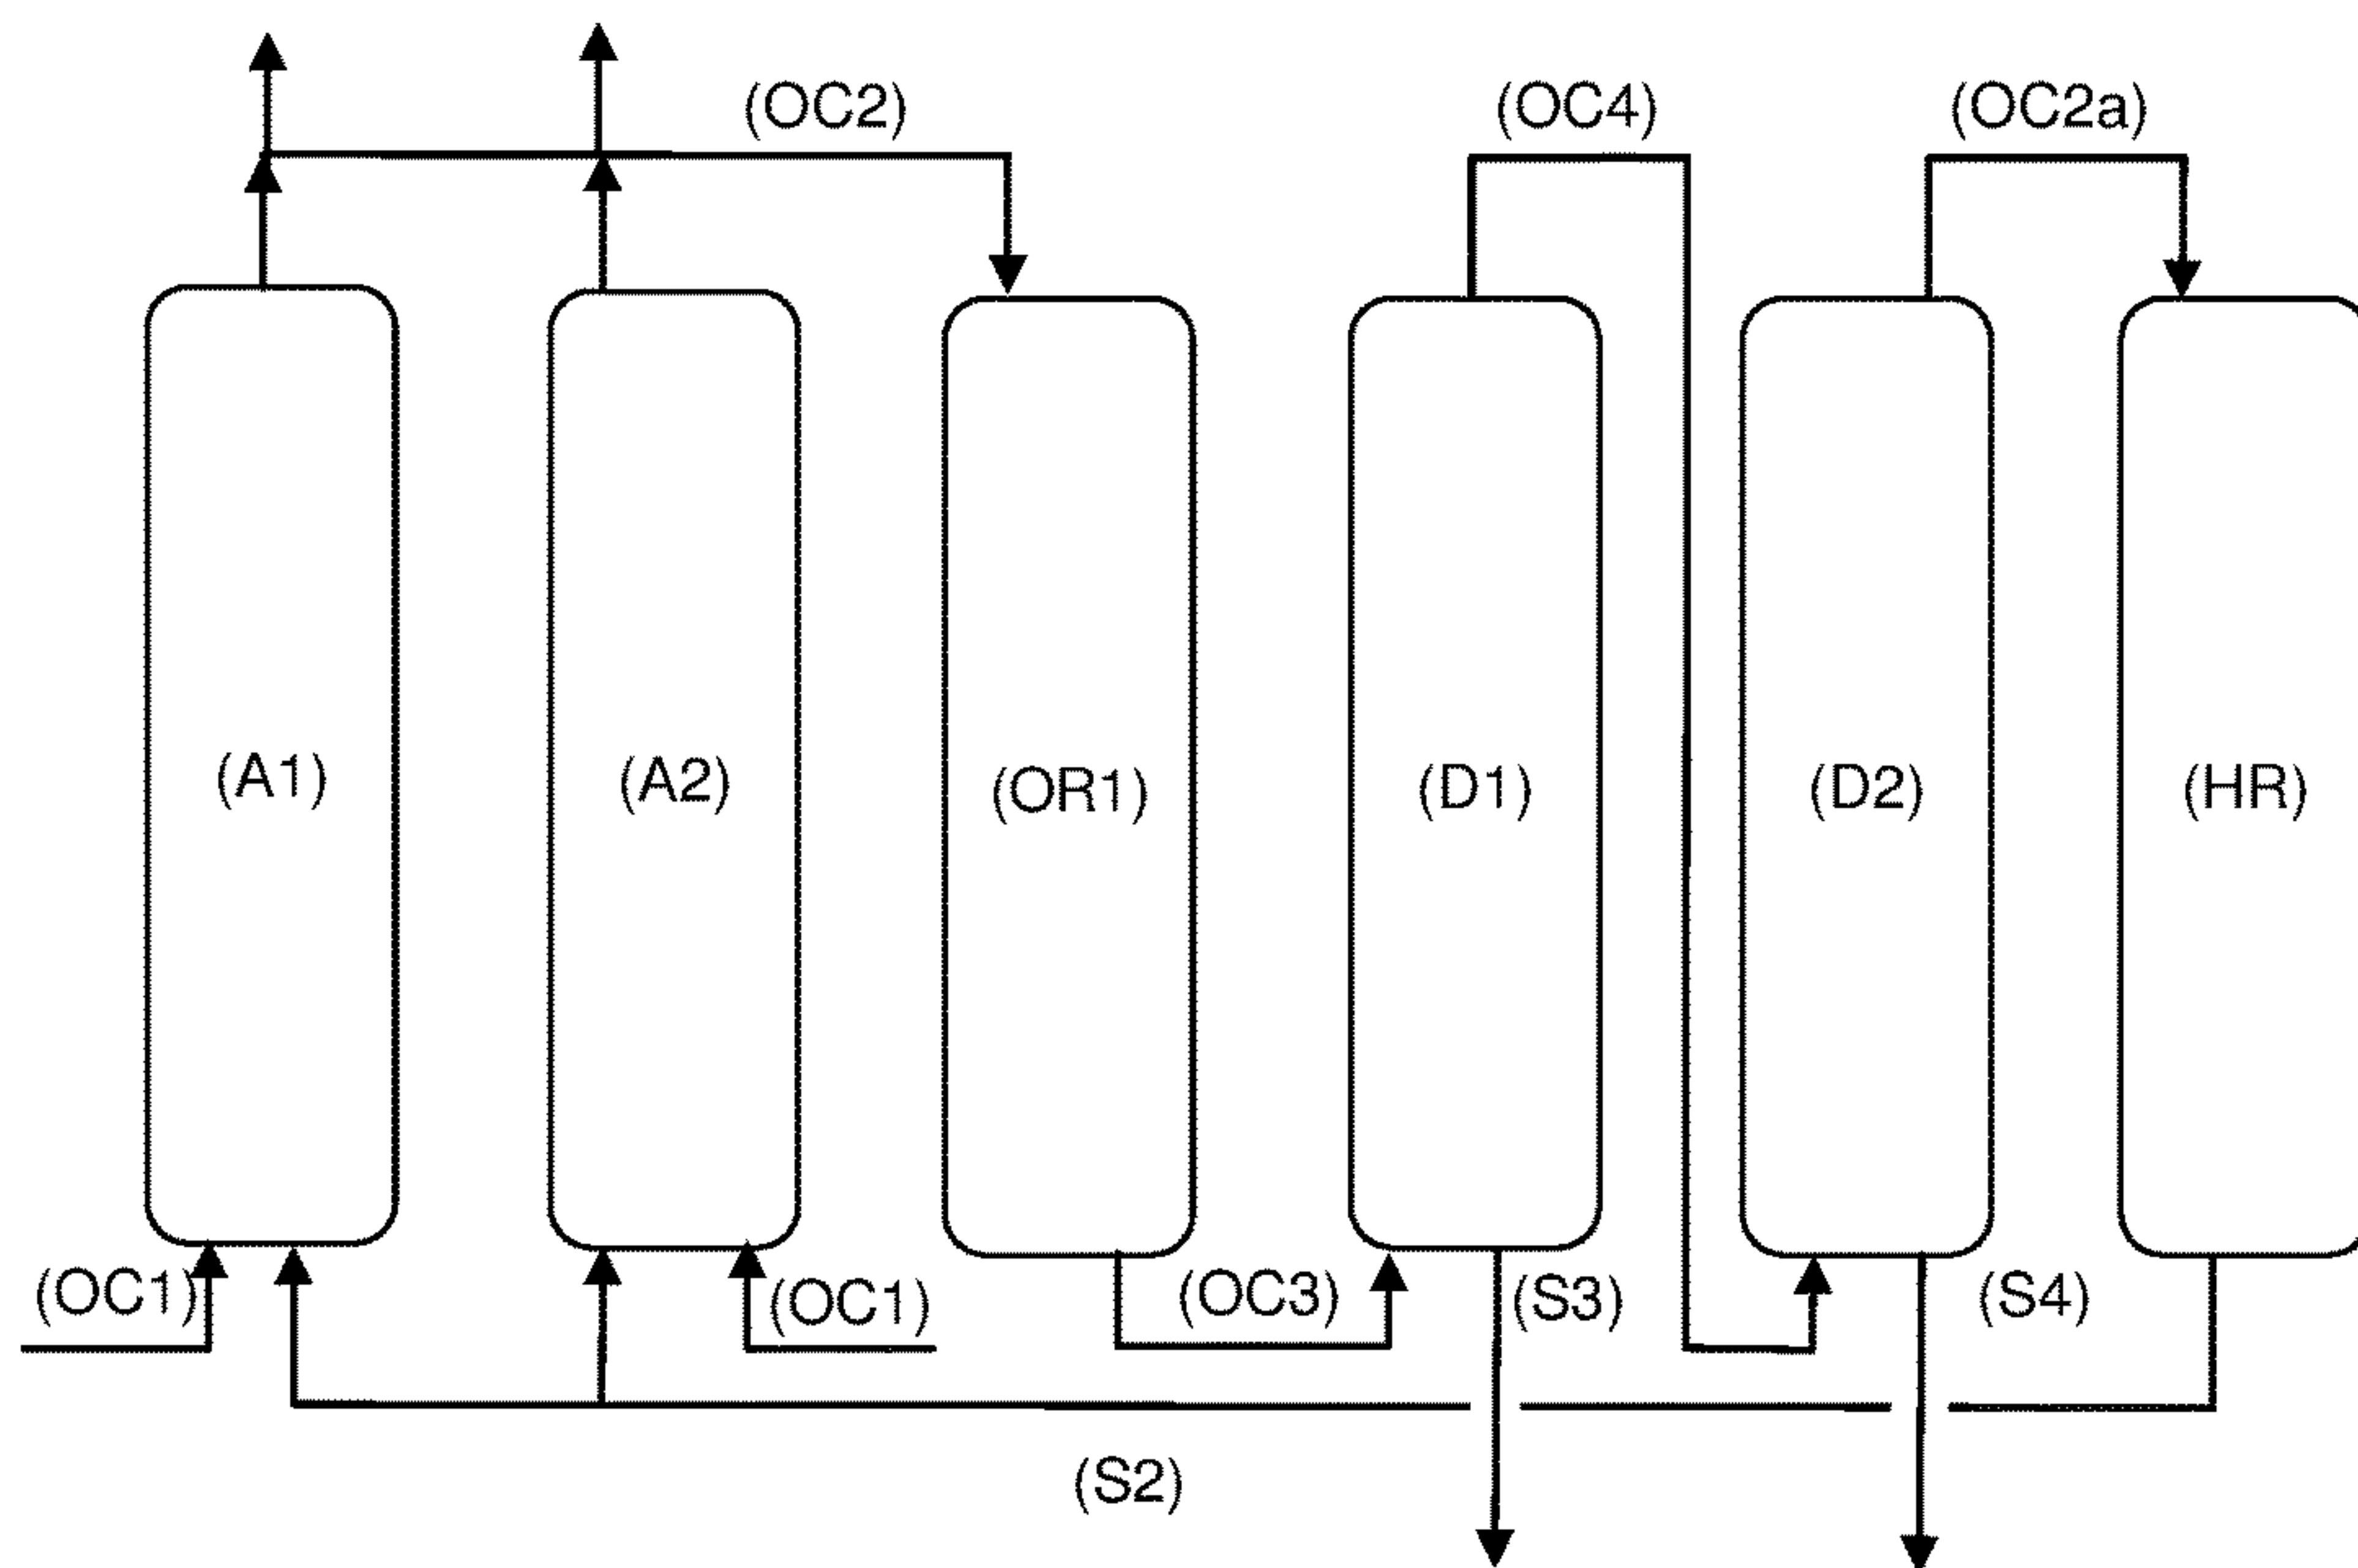 (OC2)
(OC4)
(OC2a)
(A1)
(A2)
(OR1)
(D1)
(D2)
(HR)
(OC1)
(OC1)
(OC3)
(S3)
(S4)
(S2)